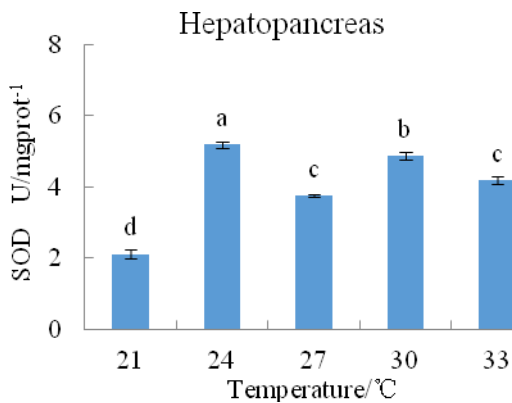 Hepatopancreas
8
6
4
2
0
SOD U/mgprot-1
d
a
c
b
c
21 24 27 30 33
Temperature/℃